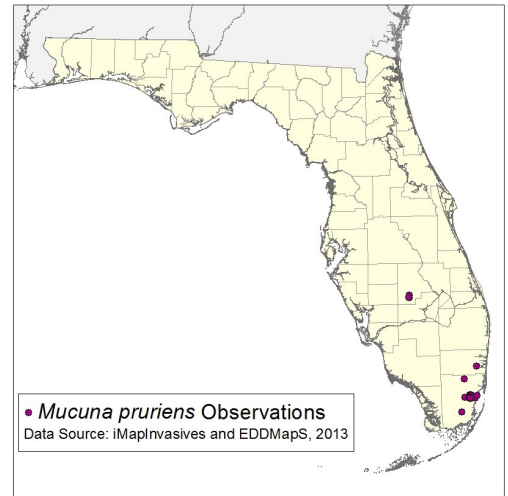 Mucuna pruriens Observations
Data Source: iMapInvasives and EDDMapS, 2013